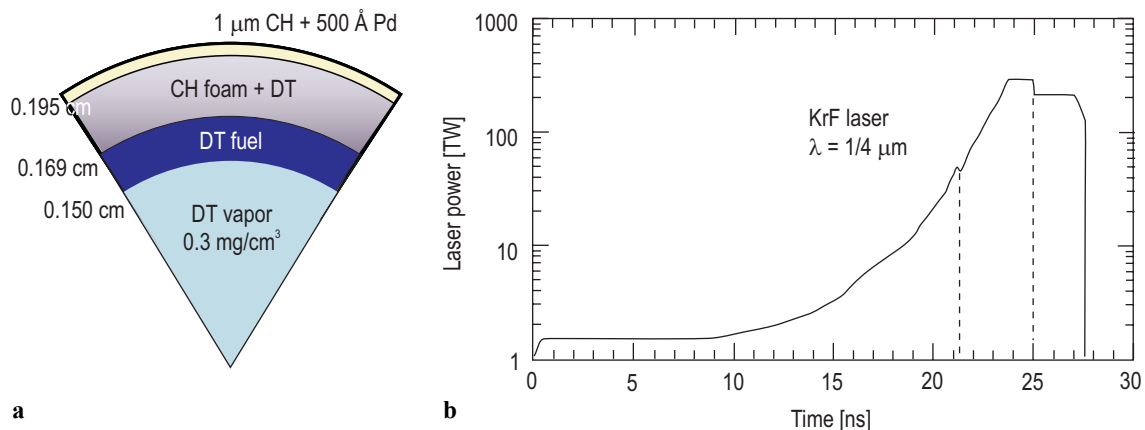 1 μm CH + 500 Å Pd
CH foam + DT
0.195 cm
DT fuel
0.169 cm
0.150 cm
DT vapor
0.3 mg/cm³
a
1000
100
10
1
Laser power [TW]
KrF laser
λ = 1/4 μm
0
5
10
15
20
25
30
Time [ns]
b